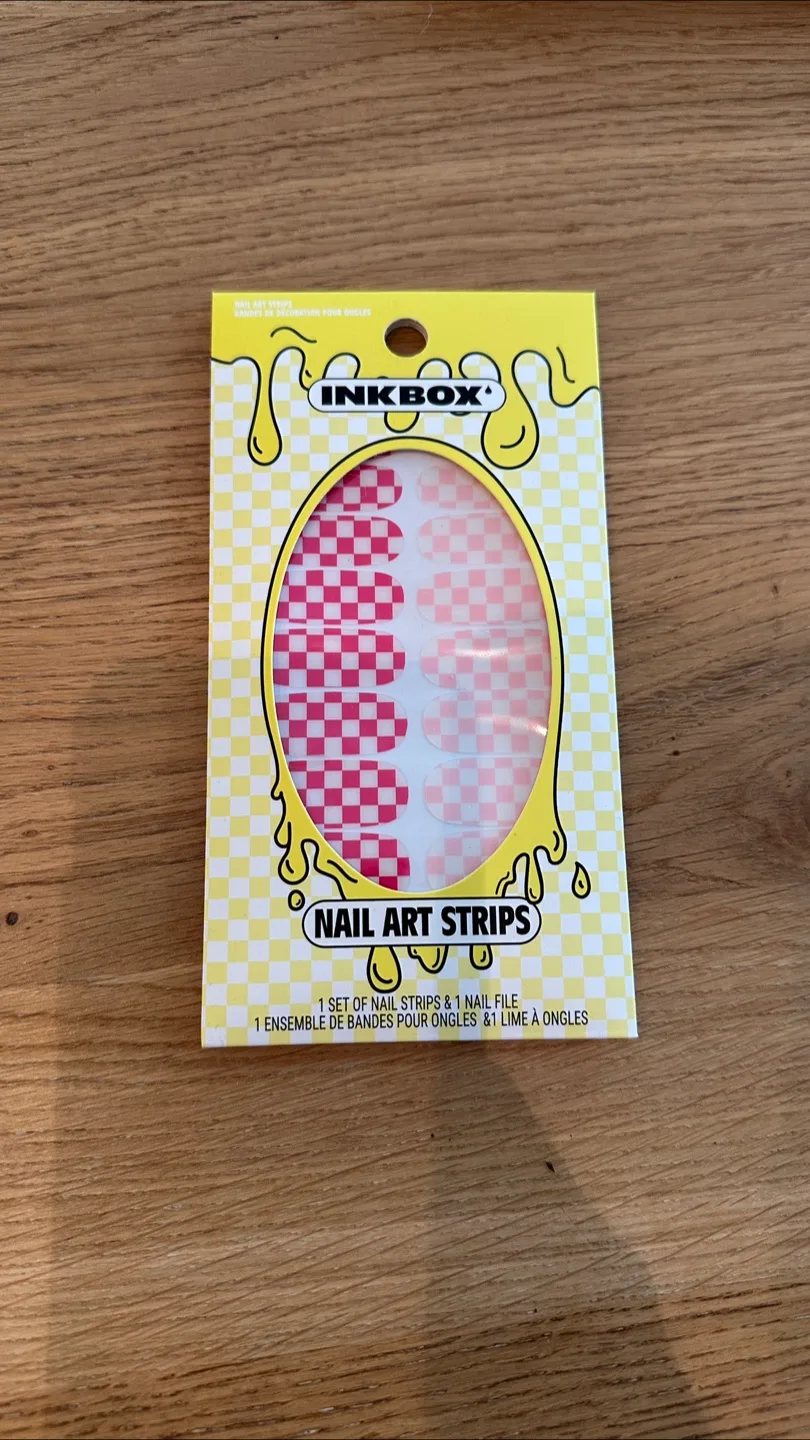 NAIL ART STRIPS
BANDES DE DÉCORATION POUR ONGLES
INKBOX
NAIL ART STRIPS
1 SET OF NAIL STRIPS & 1 NAIL FILE
1 ENSEMBLE DE BANDES POUR ONGLES &1 LIME À ONGLES